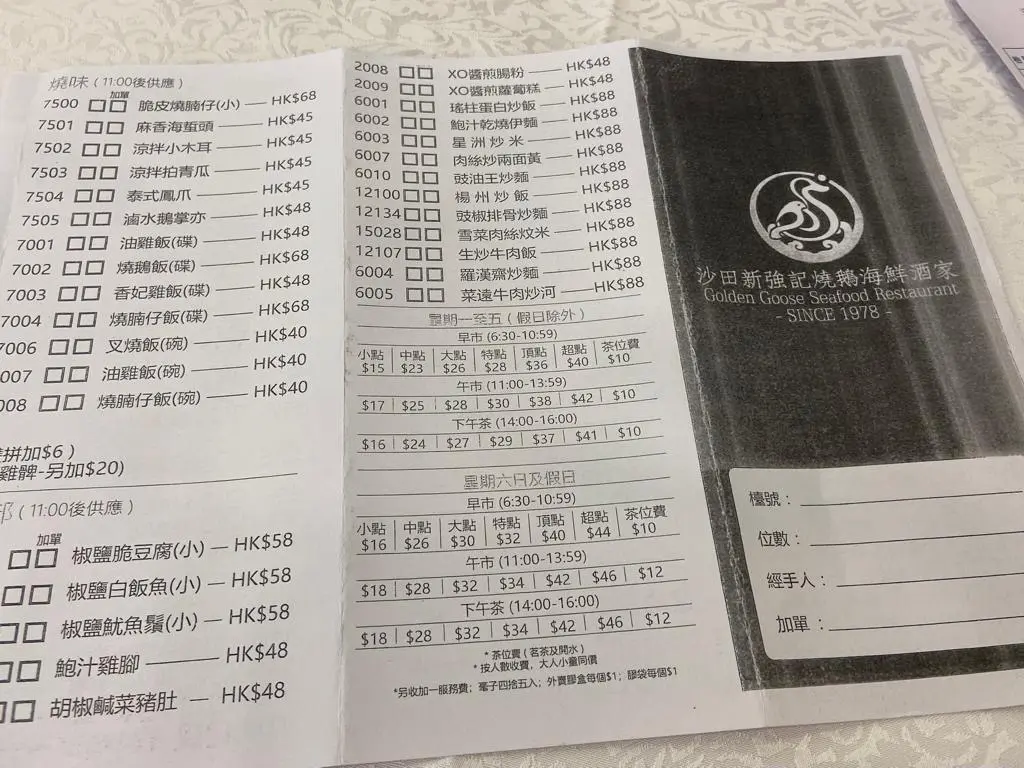 燒味 (11:00後供應)
加單
7500 □□ 脆皮燒腩仔(小) — HK$68
7501 □□ 麻香海蜇頭 — HK$45
7502 □□ 涼拌小木耳 — HK$45
7503 □□ 涼拌拍青瓜 — HK$45
7504 □□ 泰式鳳爪 — HK$45
7505 □□ 滷水鵝掌亦 — HK$48
7001 □□ 油雞飯(碟) — HK$48
7002 □□ 燒鵝飯(碟) — HK$68
7003 □□ 香妃雞飯(碟) — HK$48
7004 □□ 燒腩仔飯(碟) — HK$68
7006 □□ 叉燒飯(碗) — HK$40
007 □□ 油雞飯(碗) — HK$40
008 □□ 燒腩仔飯(碗) — HK$40
拼加$6)
雞髀-另加$20)
(11:00後供應)
加單
□□ 椒鹽脆豆腐(小) — HK$58
□□ 椒鹽白飯魚(小) — HK$58
□□ 椒鹽魷魚鬚(小) — HK$58
□□ 鮑汁雞腳 — HK$48
□□ 胡椒鹹菜豬肚 — HK$48
2008 □□ XO醬煎腸粉 — HK$48
2009 □□ XO醬煎蘿蔔糕 — HK$48
6001 □□ 瑤柱蛋白炒飯 — HK$88
6002 □□ 鮑汁乾燒伊麵 — HK$88
6003 □□ 星洲炒米 — HK$88
6007 □□ 肉絲炒兩面黃 — HK$88
6010 □□ 豉油王炒麵 — HK$88
12100 □□ 楊州炒飯 — HK$88
12134 □□ 豉椒排骨炒麵 — HK$88
15028 □□ 雪菜肉絲炆米 — HK$88
12107 □□ 生炒牛肉飯 — HK$88
6004 □□ 羅漢齋炒麵 — HK$88
6005 □□ 菜遠牛肉炒河 — HK$88
星期一至五 (假日除外)
早市 (6:30-10:59)
小點 | 中點 | 大點 | 特點 | 頂點 | 超點 | 茶位費
$15 | $23 | $26 | $28 | $36 | $40 | $10
午市 (11:00-13:59)
$17 | $25 | $28 | $30 | $38 | $42 | $10
下午茶 (14:00-16:00)
$16 | $24 | $27 | $29 | $37 | $41 | $10
星期六日及假日
早市 (6:30-10:59)
小點 | 中點 | 大點 | 特點 | 頂點 | 超點 | 茶位費
$16 | $26 | $30 | $32 | $40 | $44 | $10
午市 (11:00-13:59)
$18 | $28 | $32 | $34 | $42 | $46 | $12
下午茶 (14:00-16:00)
$18 | $28 | $32 | $34 | $42 | $46 | $12
*茶位費(茗茶及開水)
*按人數收費,大人小童同價
*另收加一服務費;毫子四捨五入;外賣膠盒每個$1;膠袋每個$1
沙田新強記燒鵝海鮮酒家
Golden Goose Seafood Restaurant
- SINCE 1978 -
檯號:
位數:
經手人:
加單: